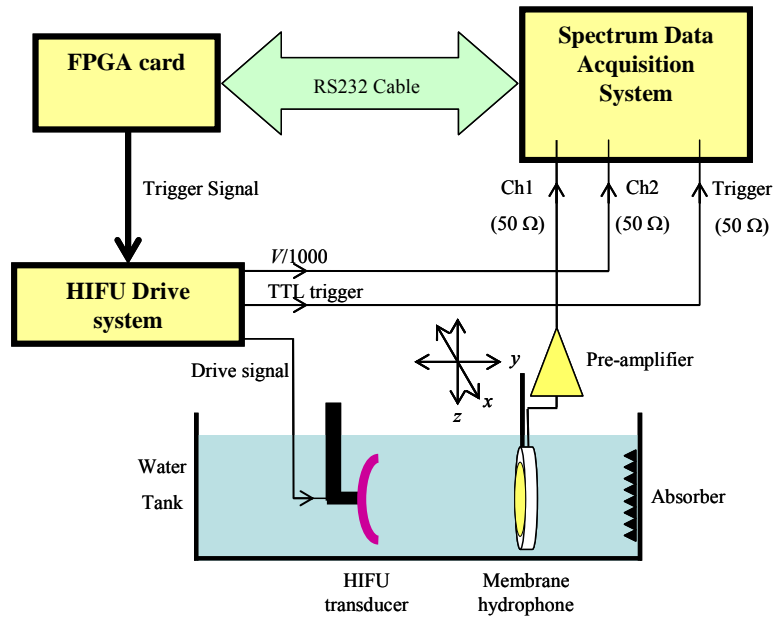 FPGA card
RS232 Cable
Spectrum Data
Acquisition
System
Trigger Signal
Ch1
(50 Ω)
Ch2
(50 Ω)
Trigger
(50 Ω)
HIFU Drive
system
V/1000
TTL trigger
Drive signal
y
x
z
Pre-amplifier
Water
Tank
Absorber
HIFU
transducer
Membrane
hydrophone